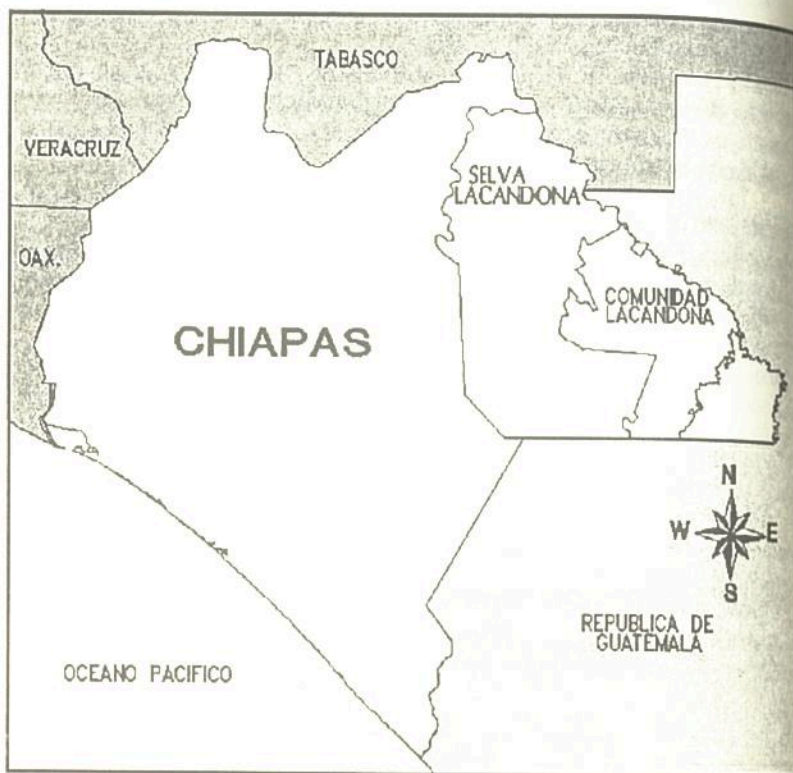 TABASCO
VERACRUZ
SELVA
LACANDONA
OAX.
COMUNIDAD
LACANDONA
CHIAPAS
N
W E
S
REPUBLICA DE
GUATEMALA
OCEANO PACIFICO